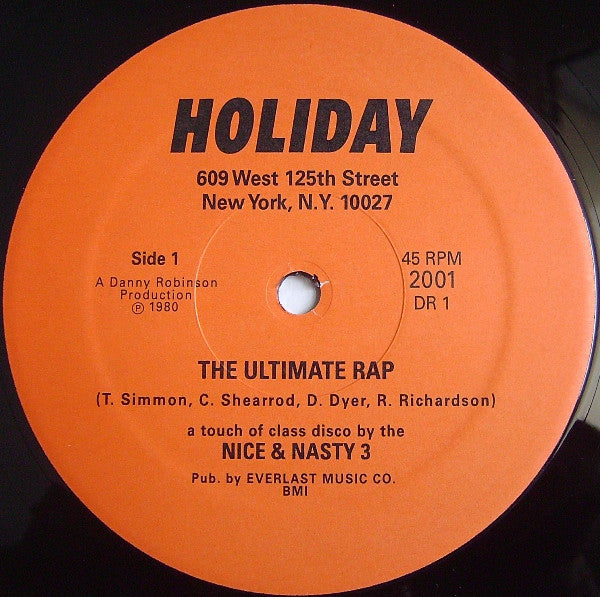 HOLIDAY
609 West 125th Street
New York, N.Y. 10027
Side 1
A Danny Robinson
Production
℗ 1980
45 RPM
2001
DR 1
THE ULTIMATE RAP
(T. Simmon, C. Shearrod, D. Dyer, R. Richardson)
a touch of class disco by the
NICE & NASTY 3
Pub. by EVERLAST MUSIC CO.
BMI